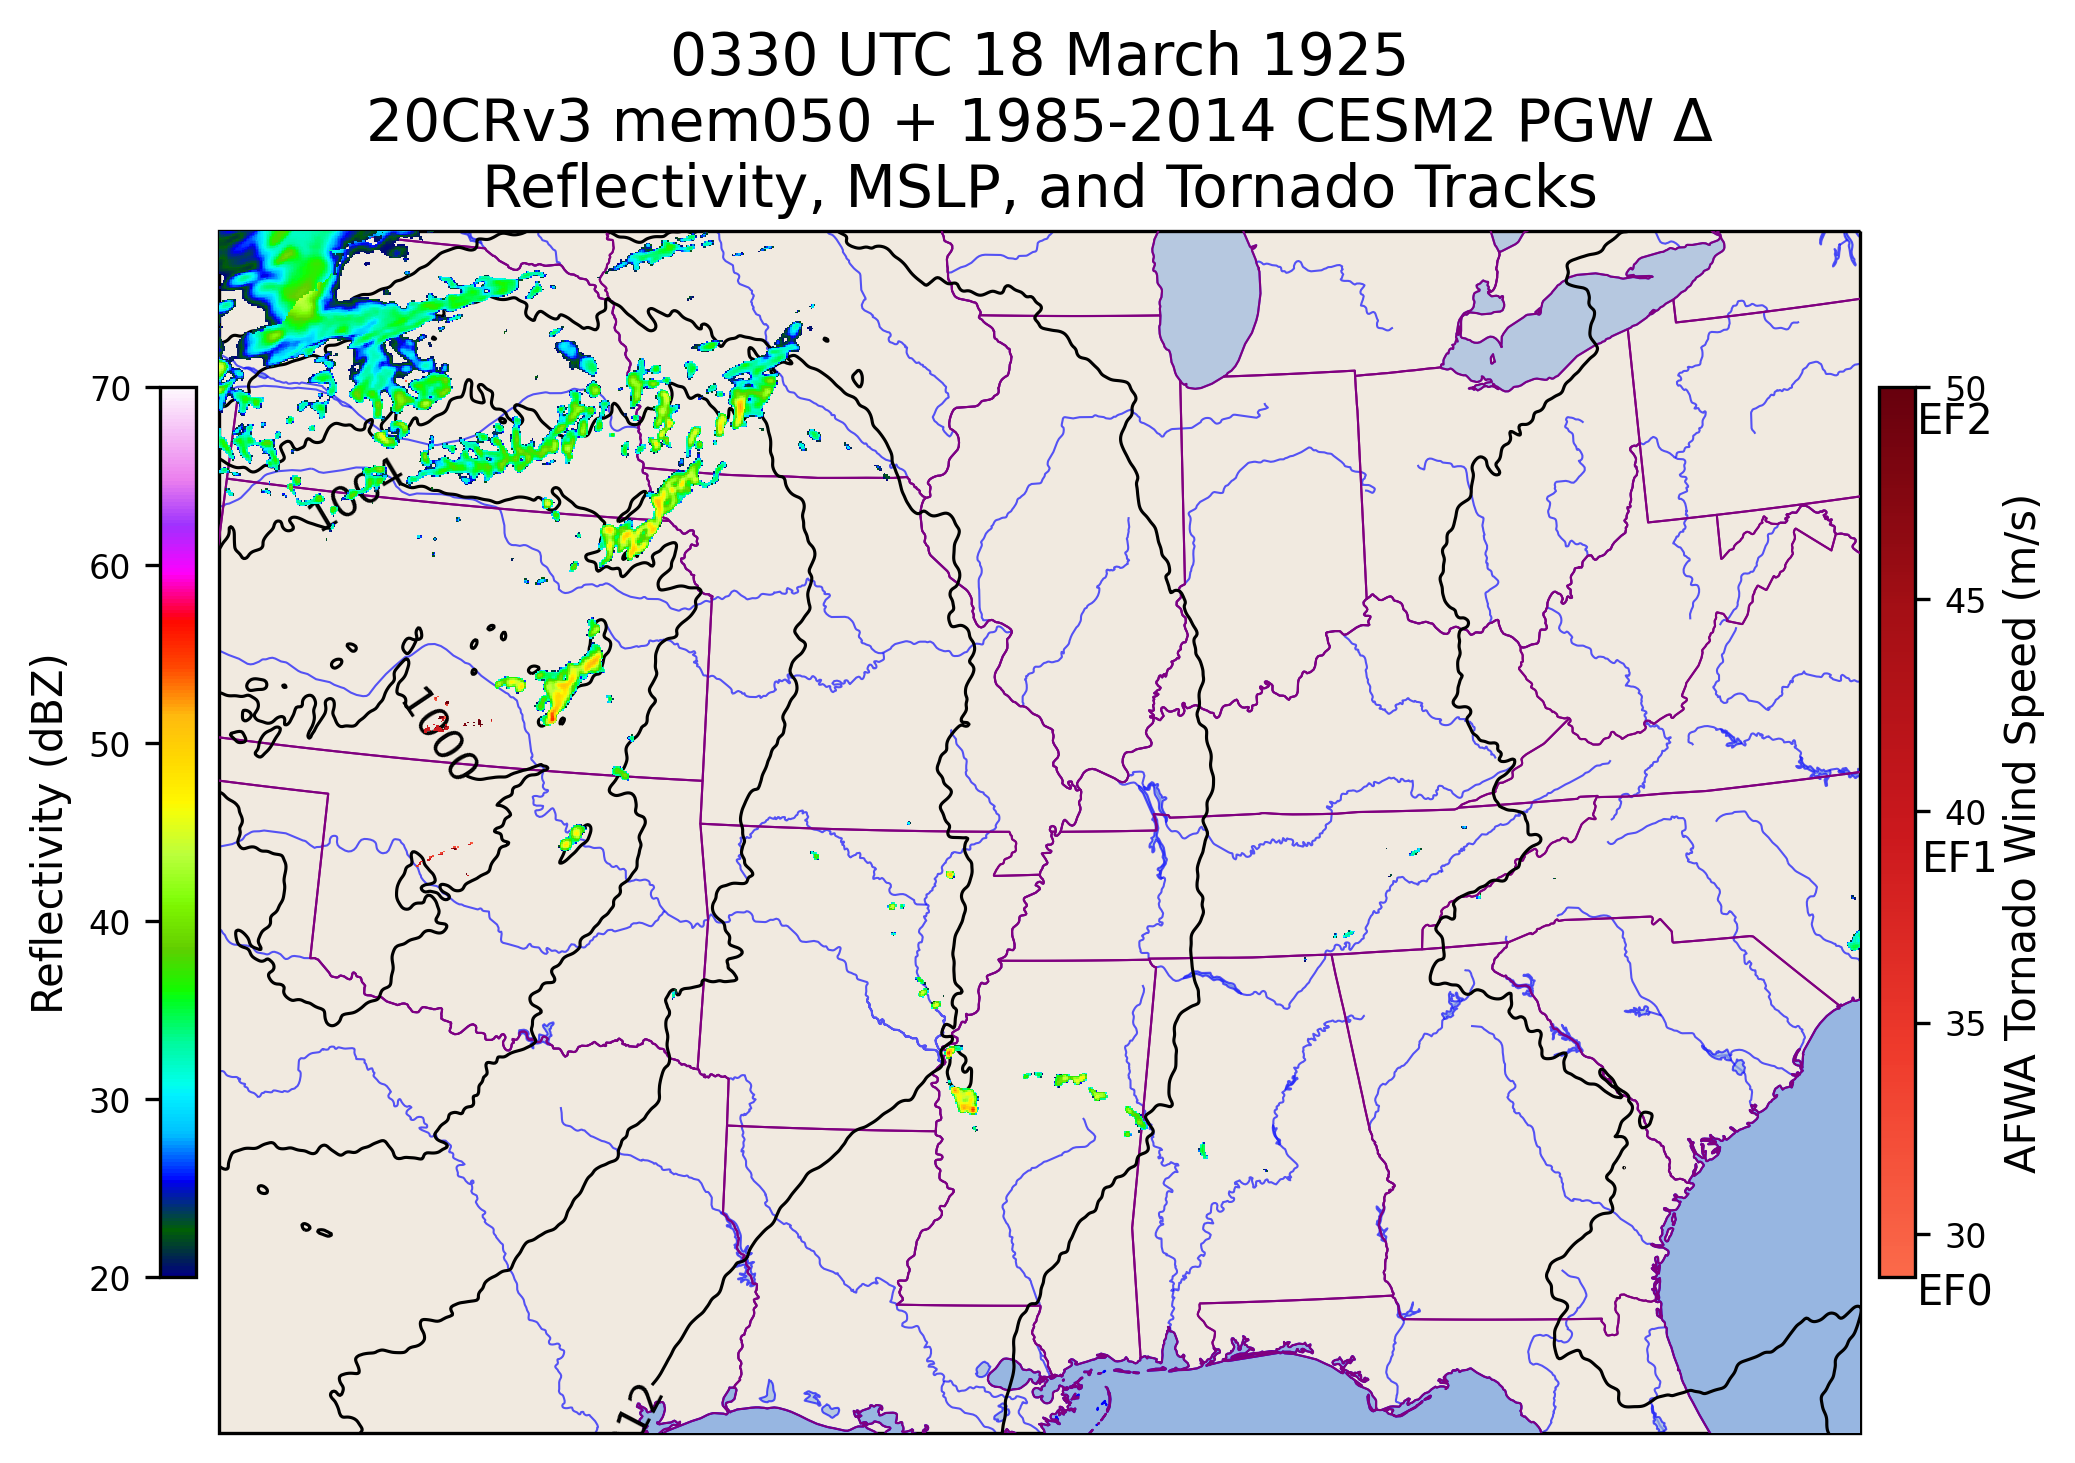 0330 UTC 18 March 1925
20CRv3 mem050 + 1985-2014 CESM2 PGW Δ
Reflectivity, MSLP, and Tornado Tracks
70
60
50
40
30
20
Reflectivity (dBZ)
1004
1000
12
50
EF2
45
40
EF1
35
30
EF0
AFWA Tornado Wind Speed (m/s)